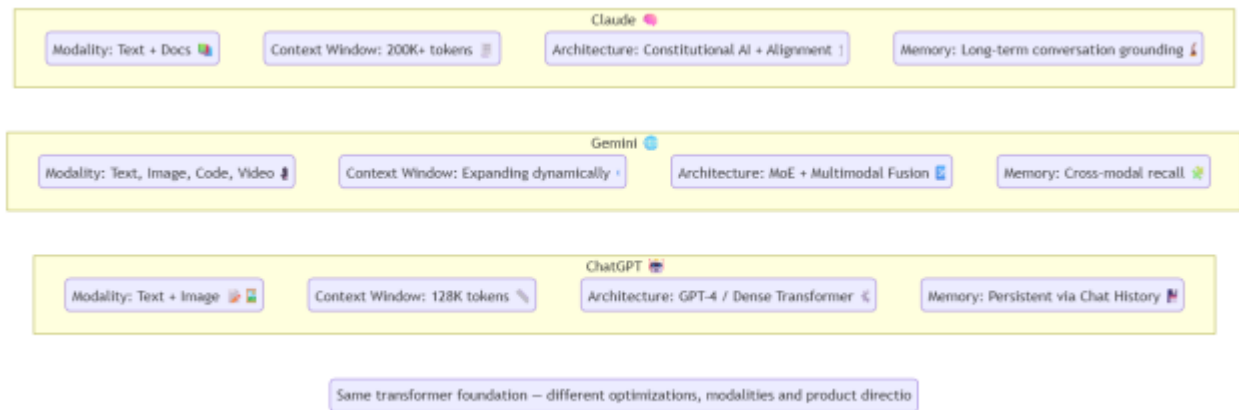 Claude
Modality: Text + Docs
Context Window: 200K+ tokens
Architecture: Constitutional AI + Alignment
Memory: Long-term conversation grounding
Gemini
Modality: Text, Image, Code, Video
Context Window: Expanding dynamically
Architecture: MoE + Multimodal Fusion
Memory: Cross-modal recall
ChatGPT
Modality: Text + Image
Context Window: 128K tokens
Architecture: GPT-4 / Dense Transformer
Memory: Persistent via Chat History
Same transformer foundation — different optimizations, modalities and product directio